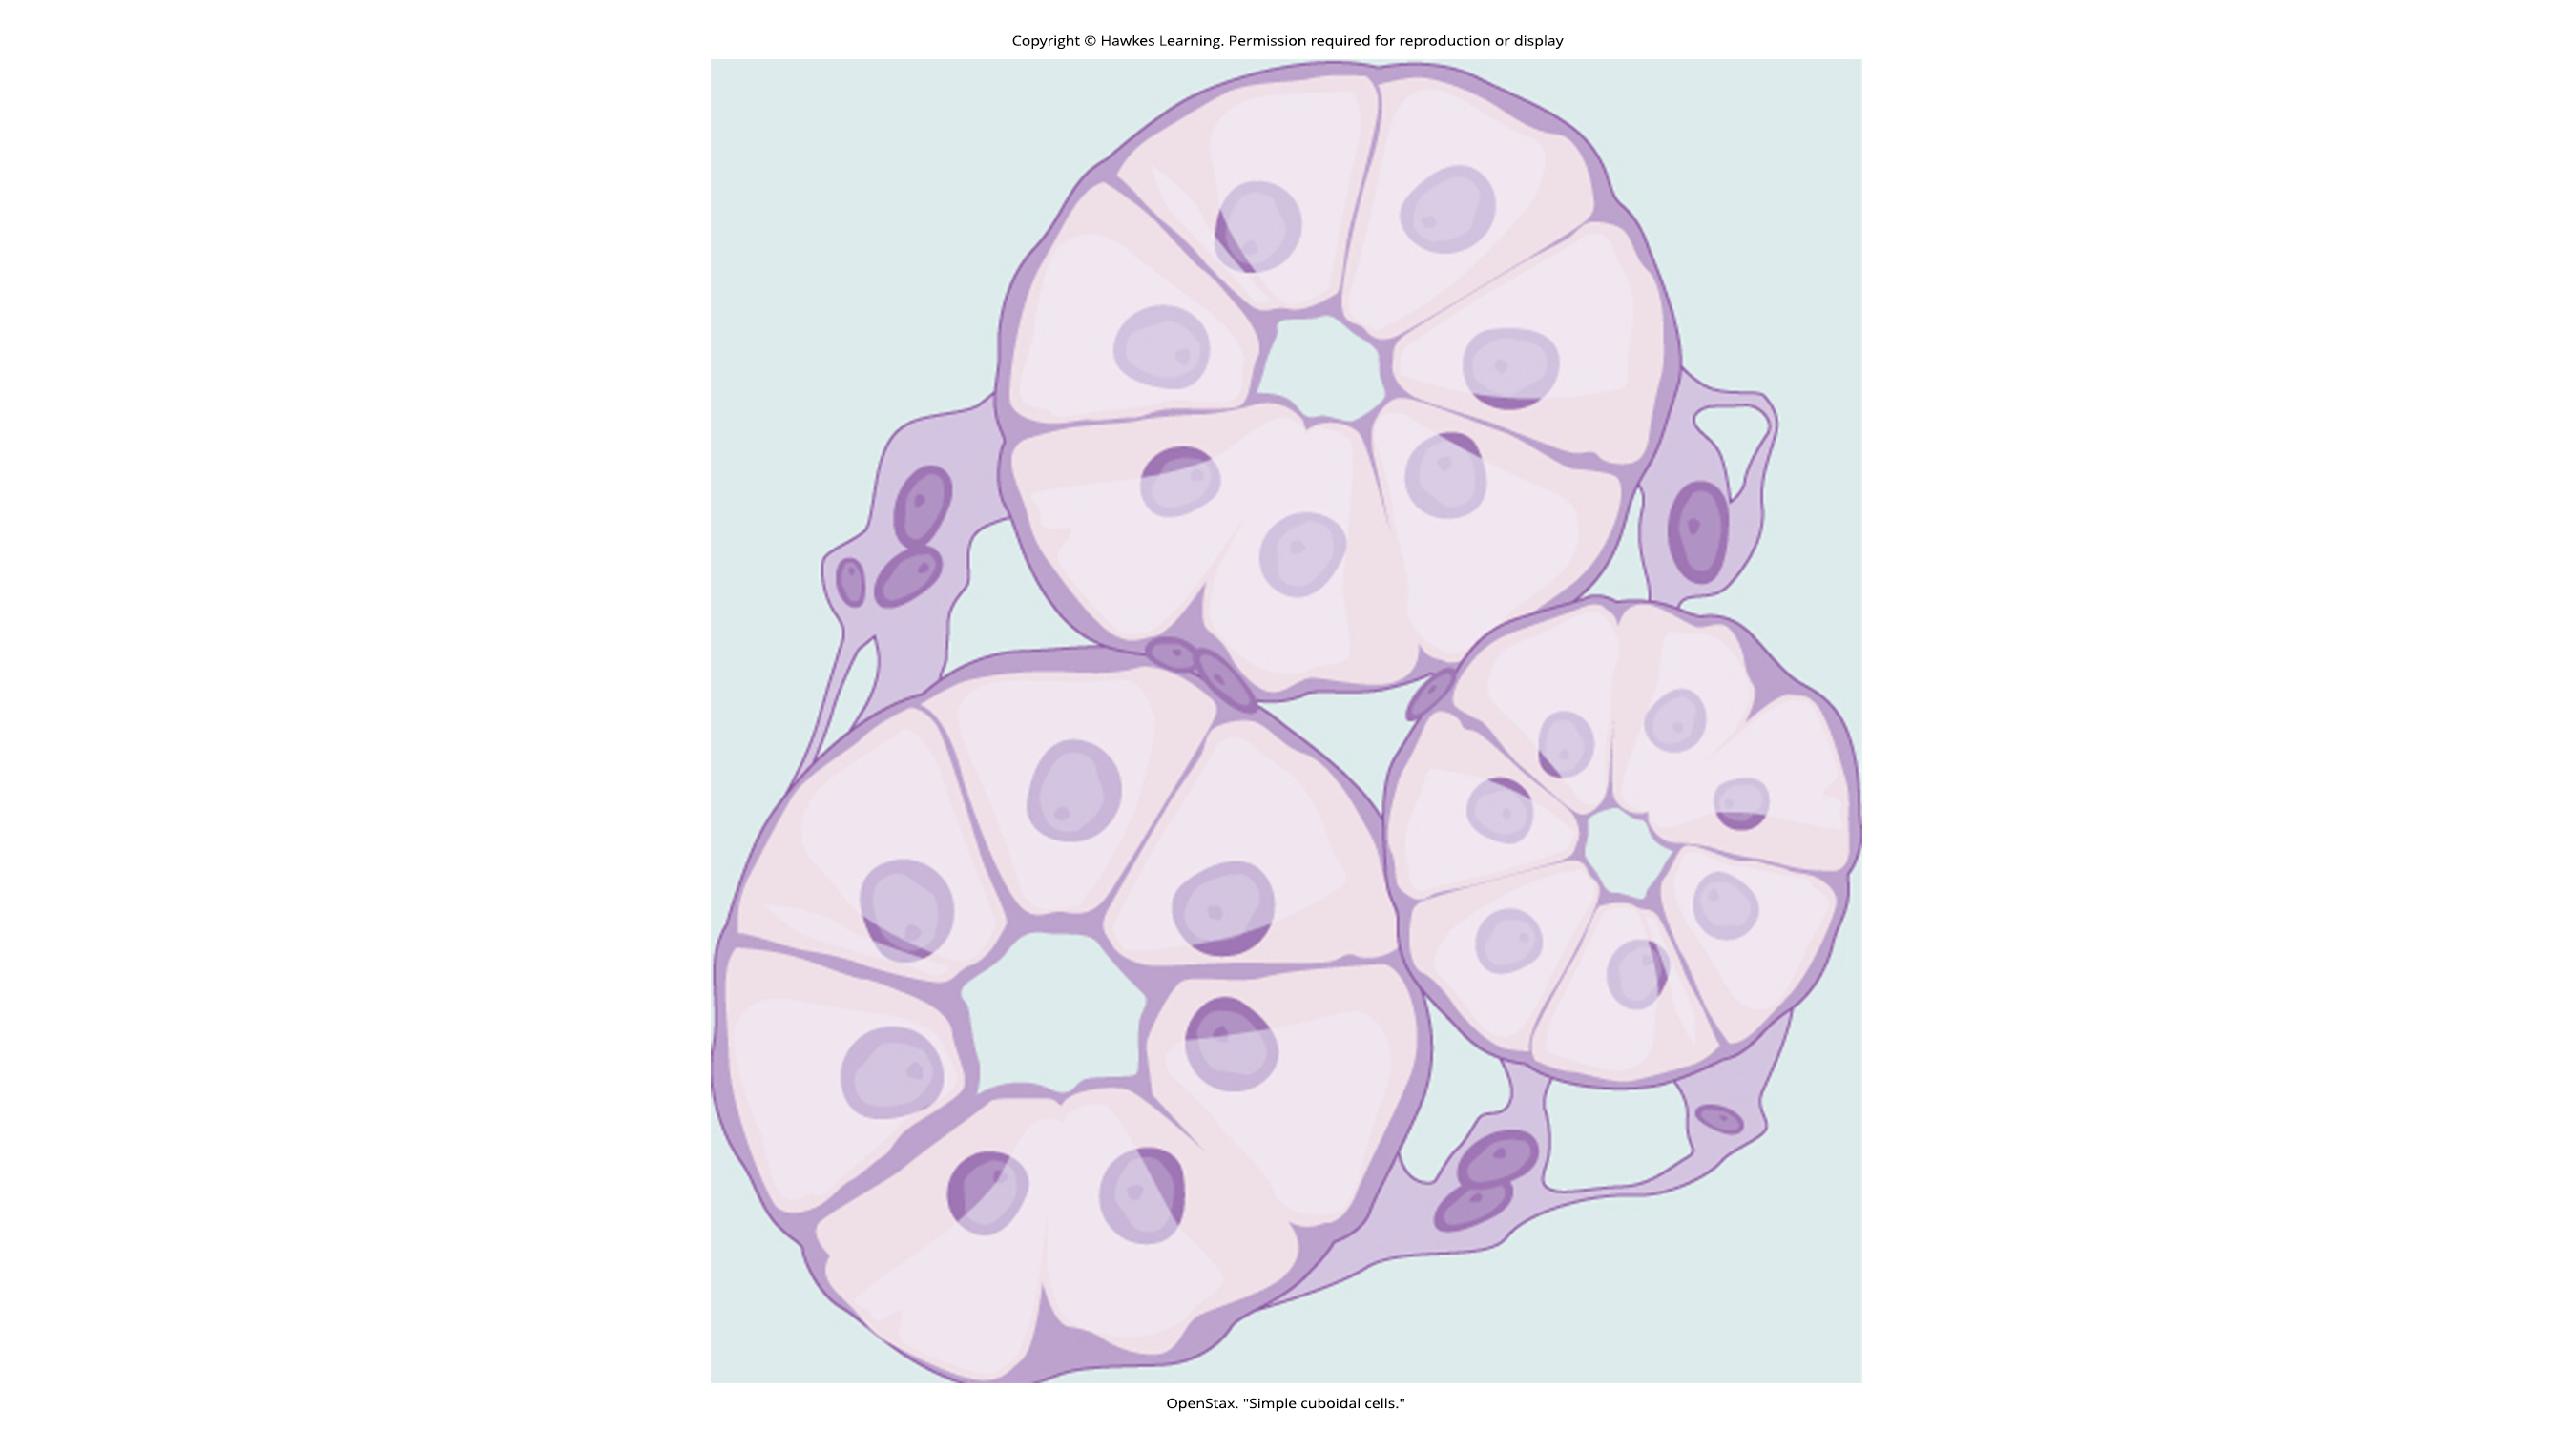 Copyright © Hawkes Learning. Permission required for reproduction or display
OpenStax. "Simple cuboidal cells."